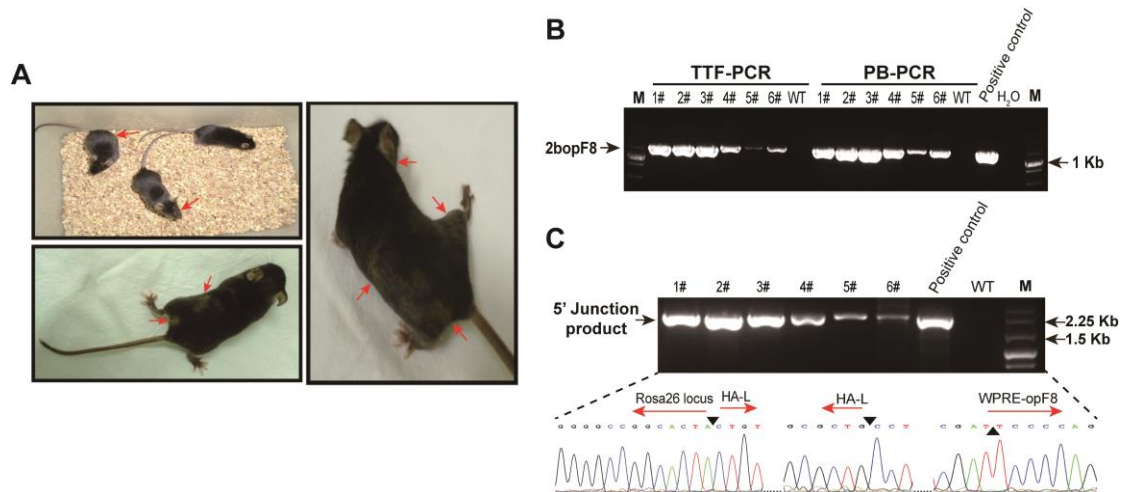 A
B
TTF-PCR PB-PCR Positive control
M 1# 2# 3# 4# 5# 6# WT 1# 2# 3# 4# 5# 6# WT H2O M
2bopF8
1 Kb
C
1# 2# 3# 4# 5# 6# Positive control WT M
5' Junction
product
2.25 Kb
1.5 Kb
Rosa26 locus HA-L HA-L WPRE-opF8
G G G G C C G G C A C T A C T G T G C G C T G C C T C G A T T C C C C A G